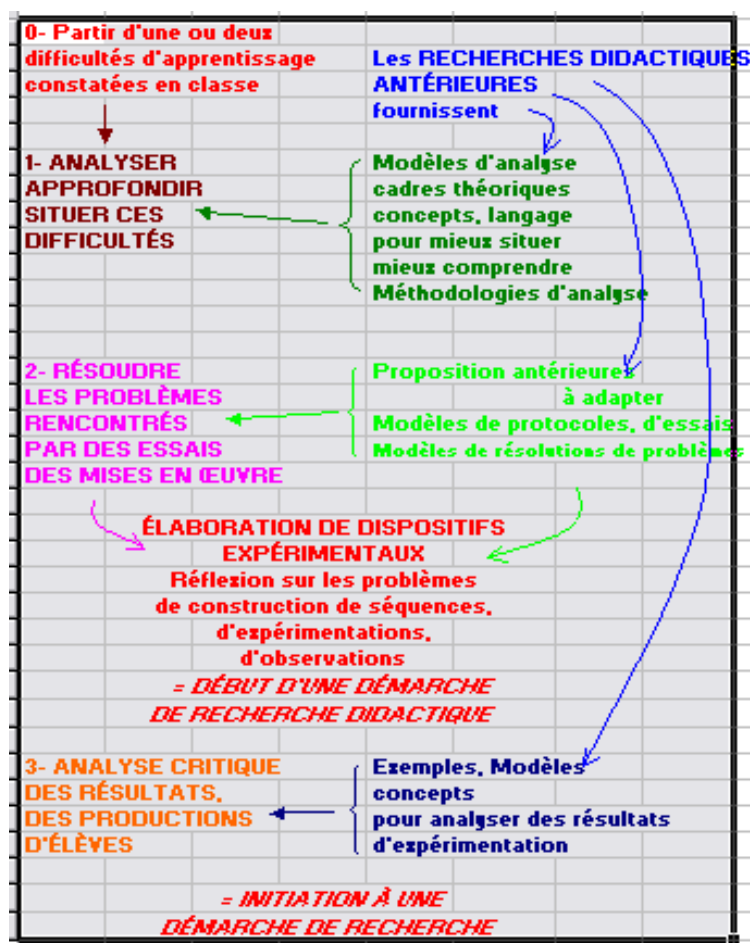 0- Partir d'une ou deux
difficultés d'apprentissage
constatées en classe
Les RECHERCHES DIDACTIQUES
ANTÉRIEURES
fournissent
1- ANALYSER
APPROFONDIR
SITUER CES
DIFFICULTÉS
Modèles d'analyse
cadres théoriques
concepts, langage
pour mieux situer
mieux comprendre
Méthodologies d'analyse
2- RÉSOUDRE
LES PROBLÈMES
RENCONTRÉS
PAR DES ESSAIS
DES MISES EN ŒUVRE
Proposition antérieures
à adapter
Modèles de protocoles, d'essais
Modèles de résolutions de problèmes
ÉLABORATION DE DISPOSITIFS
EXPÉRIMENTAUX
Réflexion sur les problèmes
de construction de séquences,
d'expérimentations,
d'observations
= DÉBUT D'UNE DÉMARCHE
DE RECHERCHE DIDACTIQUE
3- ANALYSE CRITIQUE
DES RÉSULTATS,
DES PRODUCTIONS
D'ÉLÈVES
Exemples, Modèles
concepts
pour analyser des résultats
d'expérimentation
= INITIATION À UNE
DÉMARCHE DE RECHERCHE